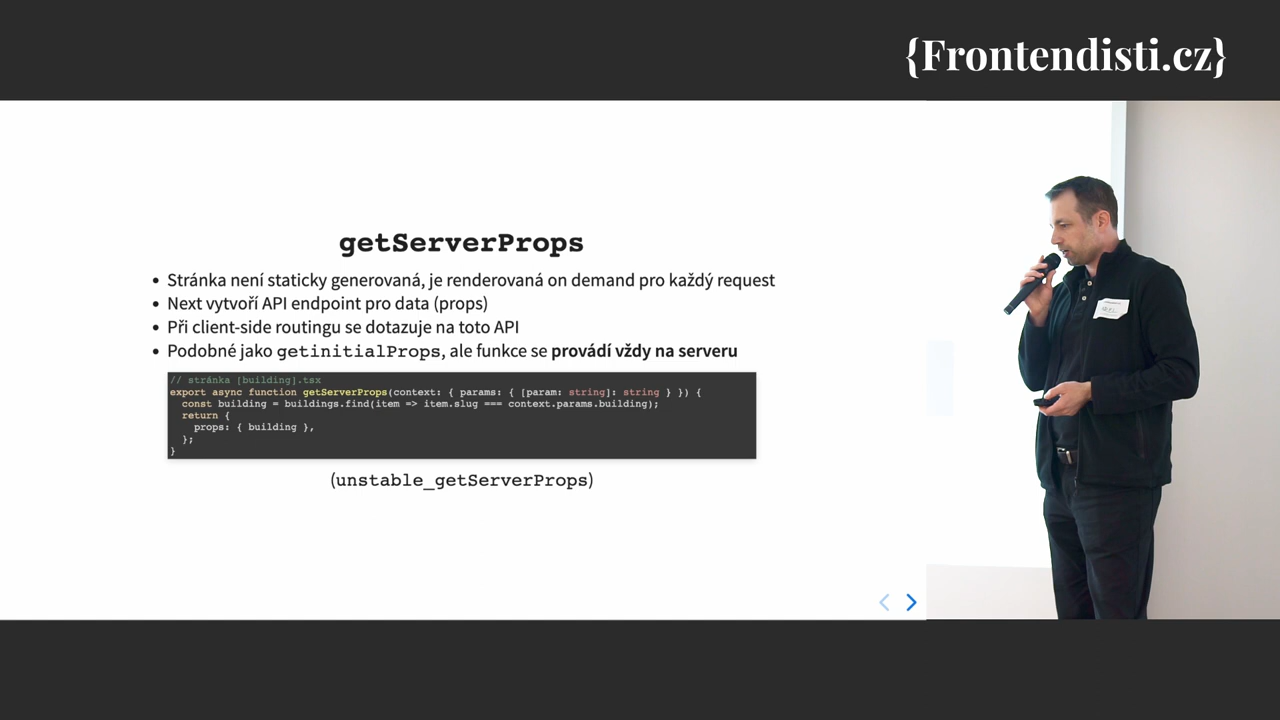 {Frontendisti.cz}
getServerProps
• Stránka není staticky generovaná, je renderovaná on demand pro každý request
• Next vytvoří API endpoint pro data (props)
• Při client-side routingu se dotazuje na toto API
• Podobné jako getinitialProps, ale funkce se provádí vždy na serveru
// stránka [building].tsx
export async function getServerProps(context: { params: { [param: string]: string } }) {
  const building = buildings.find(item => item.slug === context.params.building);
  return {
    props: { building },
  };
}
(unstable_getServerProps)